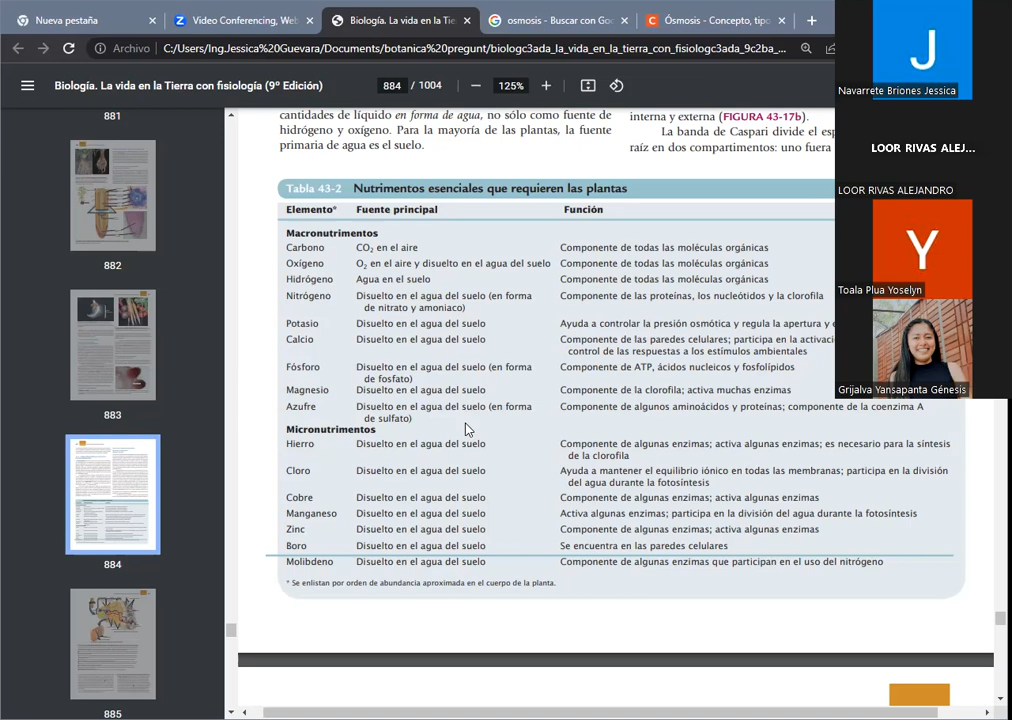 Nueva pestaña
Video Conferencing, Web
Biología. La vida en la Tie
osmosis - Buscar con Goo
Ósmosis - Concepto, tipo
Archivo
C:/Users/Ing.Jessica%20Guevara/Documents/botanica%20pregunt/biologc3ada_la_vida_en_la_tierra_con_fisiologc3ada_9c2ba_...
Biología. La vida en la Tierra con fisiología (9º Edición)
884 / 1004
125%
881
882
883
884
885
cantidades de líquido en forma de agua, no sólo como fuente de
hidrógeno y oxígeno. Para la mayoría de las plantas, la fuente
primaria de agua es el suelo.
interna y externa (FIGURA 43-17b).
La banda de Caspari divide el esp
raíz en dos compartimentos: uno fuera
Tabla 43-2 Nutrimentos esenciales que requieren las plantas
Elemento* Fuente principal Función
Macronutrimentos
Carbono CO₂ en el aire Componente de todas las moléculas orgánicas
Oxígeno O₂ en el aire y disuelto en el agua del suelo Componente de todas las moléculas orgánicas
Hidrógeno Agua en el suelo Componente de todas las moléculas orgánicas
Nitrógeno Disuelto en el agua del suelo (en forma Componente de las proteínas, los nucleótidos y la clorofila
de nitrato y amoniaco)
Potasio Disuelto en el agua del suelo Ayuda a controlar la presión osmótica y regula la apertura y
Calcio Disuelto en el agua del suelo Componente de las paredes celulares; participa en la activaci
control de las respuestas a los estímulos ambientales
Fósforo Disuelto en el agua del suelo (en forma Componente de ATP, ácidos nucleicos y fosfolípidos
de fosfato)
Magnesio Disuelto en el agua del suelo Componente de la clorofila; activa muchas enzimas
Azufre Disuelto en el agua del suelo (en forma Componente de algunos aminoácidos y proteínas; componente de la coenzima A
de sulfato)
Micronutrimentos
Hierro Disuelto en el agua del suelo Componente de algunas enzimas; activa algunas enzimas; es necesario para la síntesis
de la clorofila
Cloro Disuelto en el agua del suelo Ayuda a mantener el equilibrio iónico en todas las membranas; participa en la división
del agua durante la fotosíntesis
Cobre Disuelto en el agua del suelo Componente de algunas enzimas; activa algunas enzimas
Manganeso Disuelto en el agua del suelo Activa algunas enzimas; participa en la división del agua durante la fotosíntesis
Zinc Disuelto en el agua del suelo Componente de algunas enzimas; activa algunas enzimas
Boro Disuelto en el agua del suelo Se encuentra en las paredes celulares
Molibdeno Disuelto en el agua del suelo Componente de algunas enzimas que participan en el uso del nitrógeno
* Se enlistan por orden de abundancia aproximada en el cuerpo de la planta.
J
Navarrete Briones Jessica
LOOR RIVAS ALEJ...
LOOR RIVAS ALEJANDRO
Y
Toala Plua Yoselyn
Grijalva Yansapanta Génesis